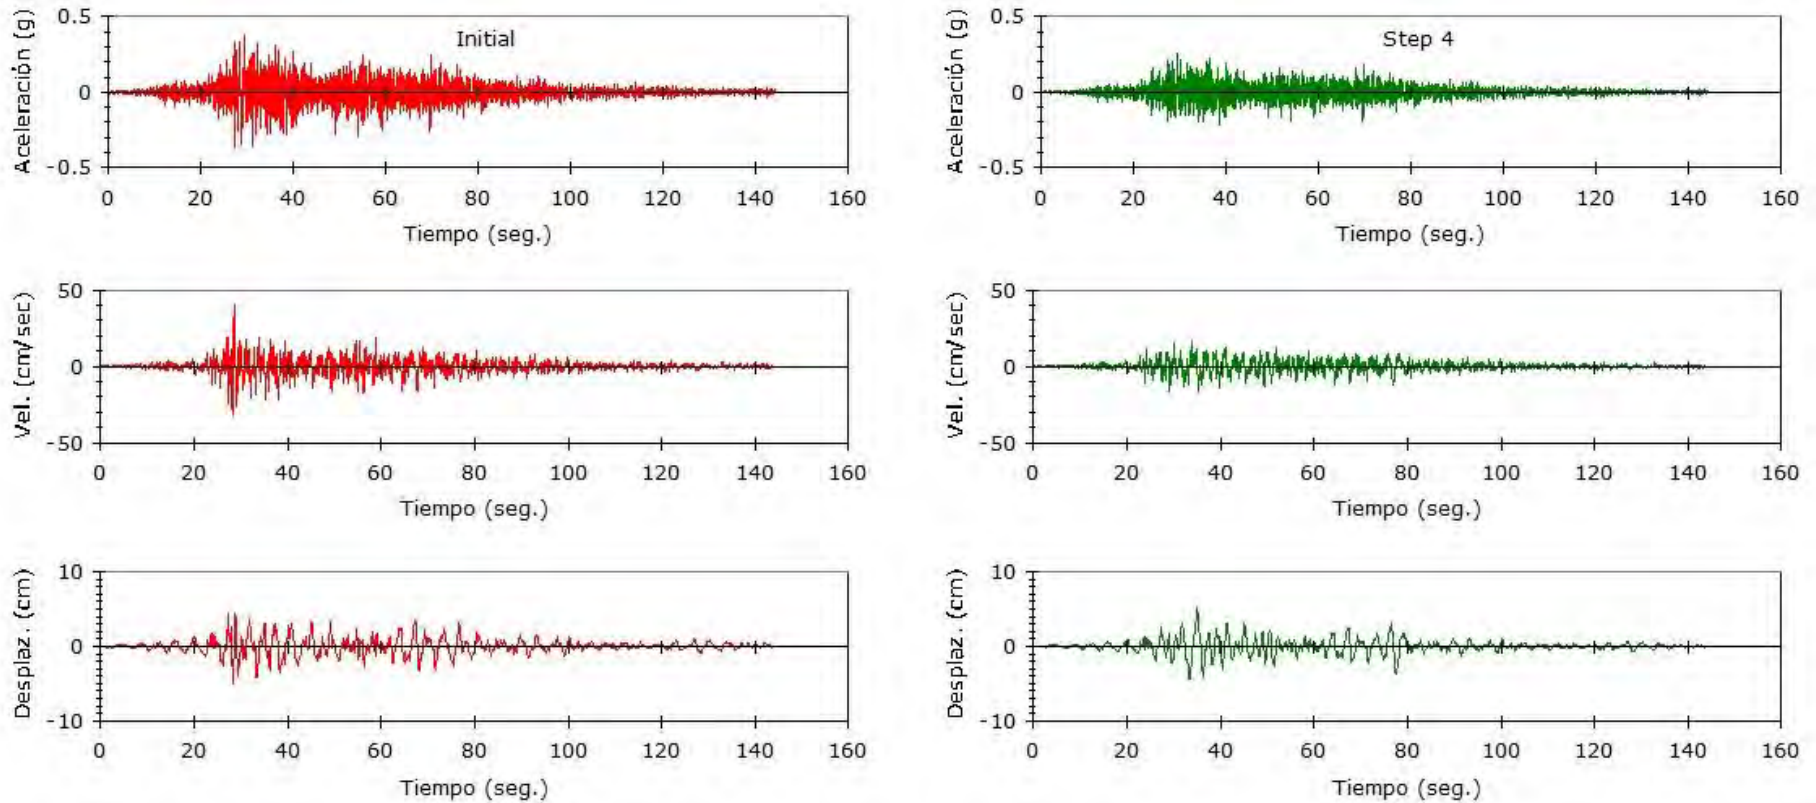 0.5
Initial
Aceleración (g)
0
-0.5
0 20 40 60 80 100 120 140 160
Tiempo (seg.)
0.5
Step 4
Aceleración (g)
0
-0.5
0 20 40 60 80 100 120 140 160
Tiempo (seg.)
50
Vel. (cm/sec)
0
-50
0 20 40 60 80 100 120 140 160
Tiempo (seg.)
50
Vel. (cm/sec)
0
-50
0 20 40 60 80 100 120 140 160
Tiempo (seg.)
10
Desplaz. (cm)
0
-10
0 20 40 60 80 100 120 140 160
Tiempo (seg.)
10
Desplaz. (cm)
0
-10
0 20 40 60 80 100 120 140 160
Tiempo (seg.)